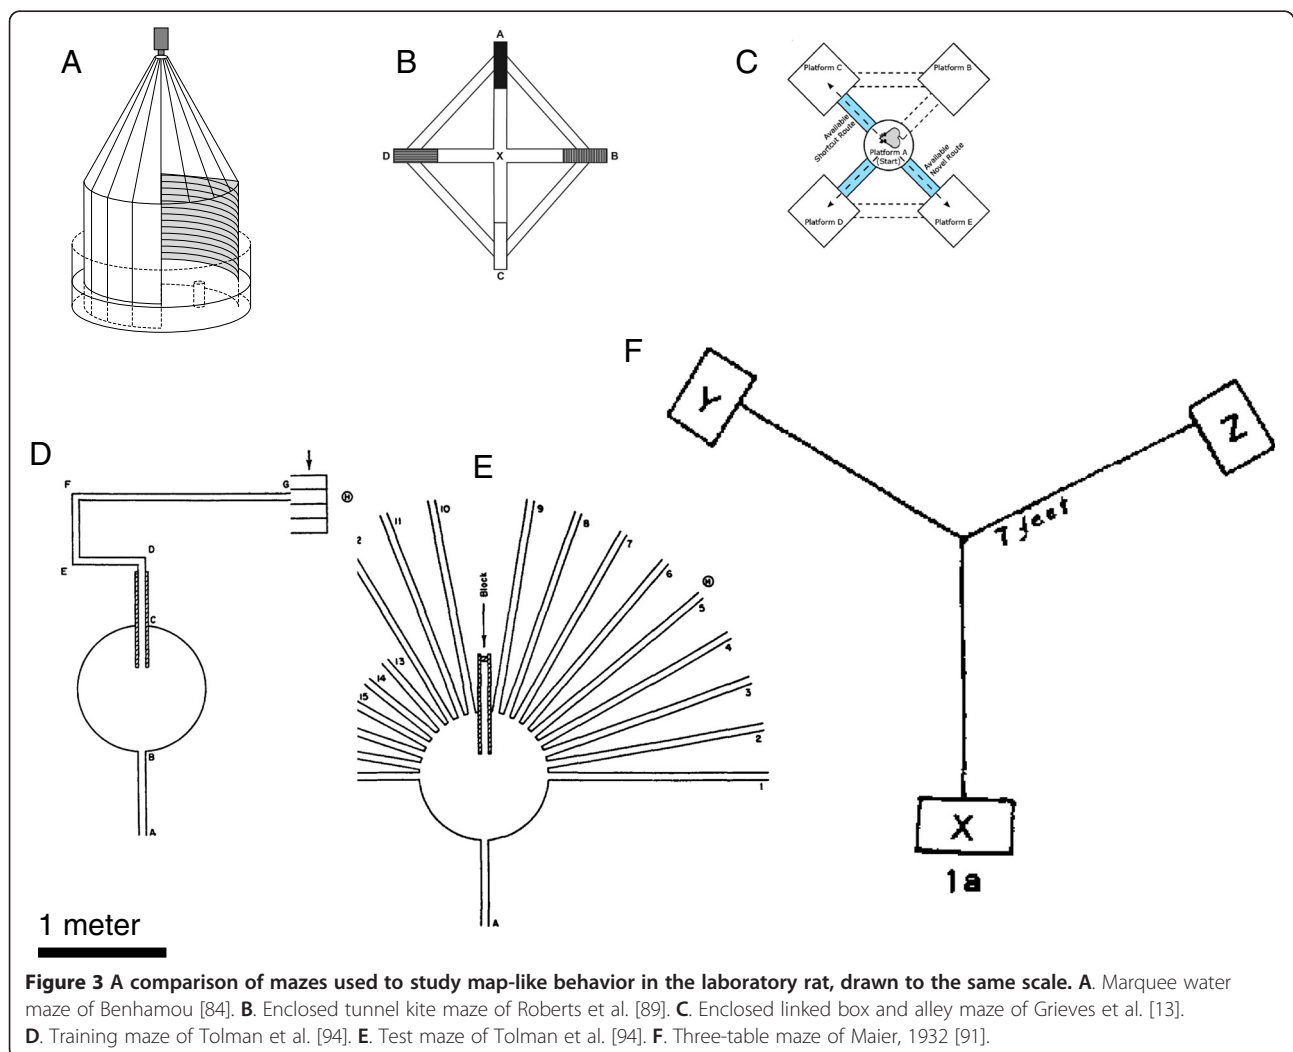 A
B
A
D
X
B
C
C
Platform C
Platform B
Available
Shortcut Route
Platform A
(Start)
Available
Novel Route
Platform D
Platform E
F
Y
Z
7 feet
X
1a
D
F
G
H
D
E
C
B
A
E
2
11
10
9
8
7
6
H
5
4
3
2
1
Block
13
14
15
A
1 meter
Figure 3 A comparison of mazes used to study map-like behavior in the laboratory rat, drawn to the same scale. A. Marquee water
maze of Benhamou [84]. B. Enclosed tunnel kite maze of Roberts et al. [89]. C. Enclosed linked box and alley maze of Grieves et al. [13].
D. Training maze of Tolman et al. [94]. E. Test maze of Tolman et al. [94]. F. Three-table maze of Maier, 1932 [91].